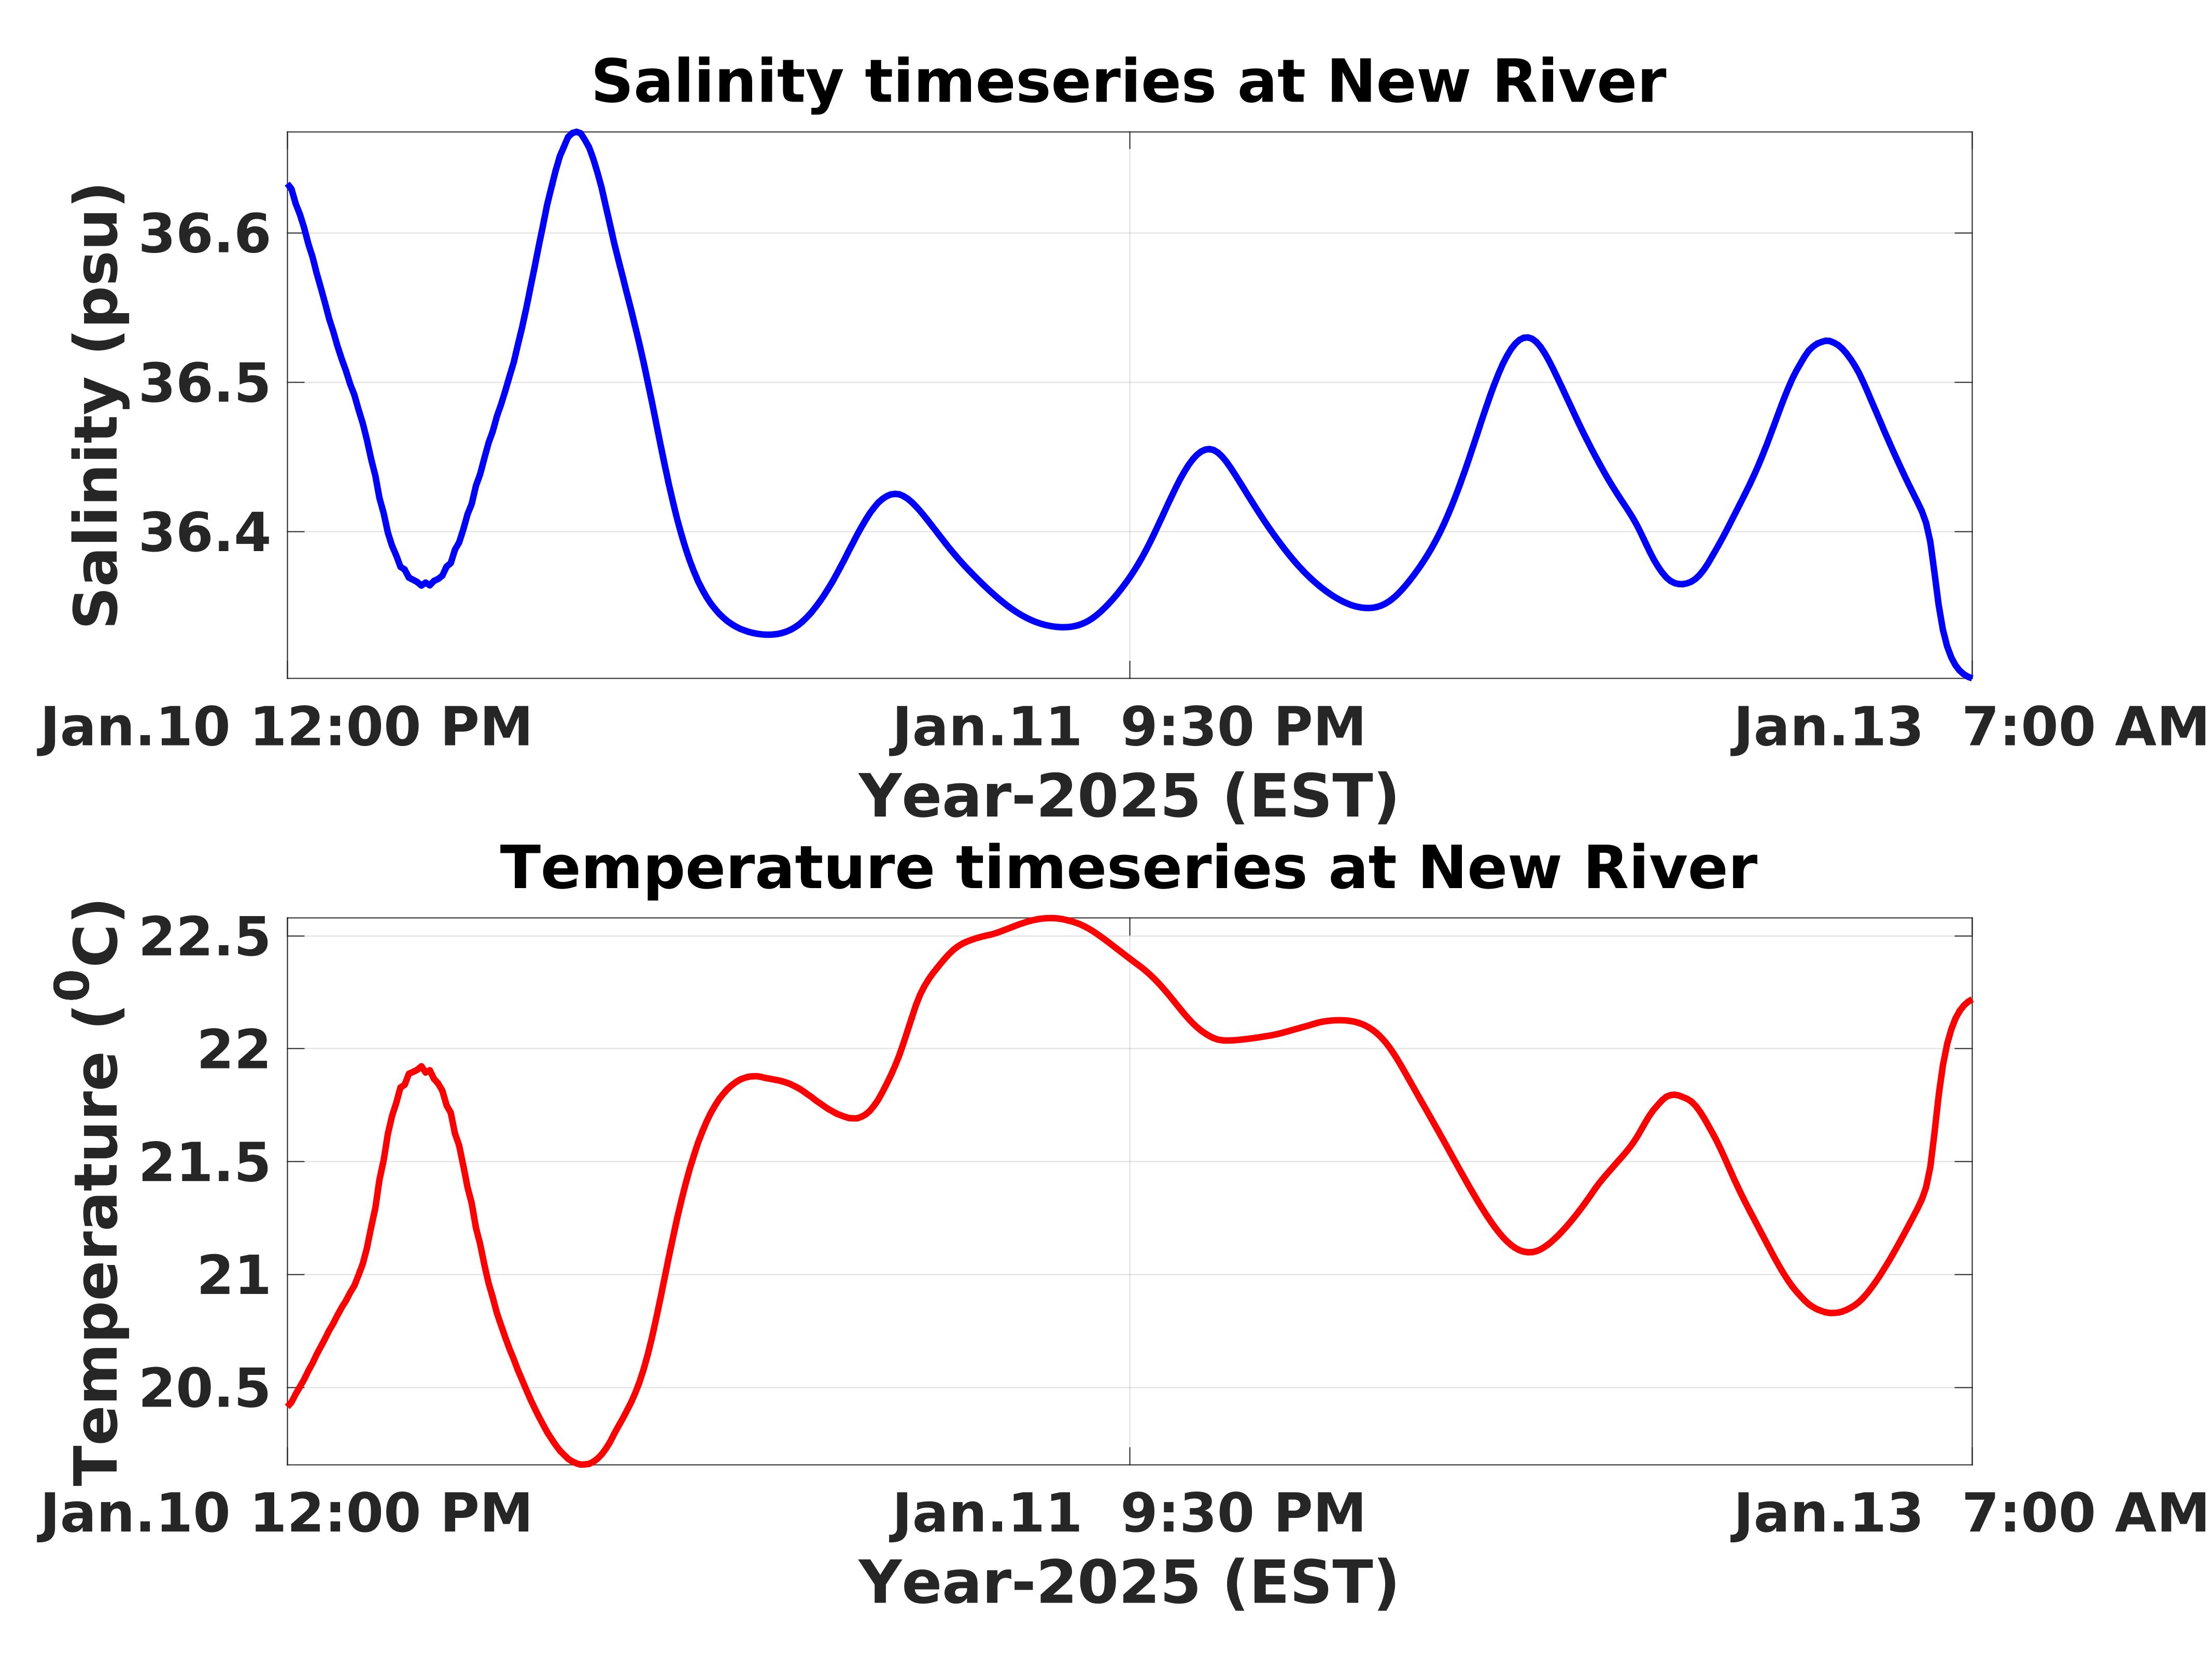 Salinity timeseries at New River
Salinity (psu)
36.6
36.5
36.4
Jan.10 12:00 PM Jan.11 9:30 PM Jan.13 7:00 AM
Year-2025 (EST)
Temperature timeseries at New River
Temperature (⁰C)
22.5
22
21.5
21
20.5
Jan.10 12:00 PM Jan.11 9:30 PM Jan.13 7:00 AM
Year-2025 (EST)